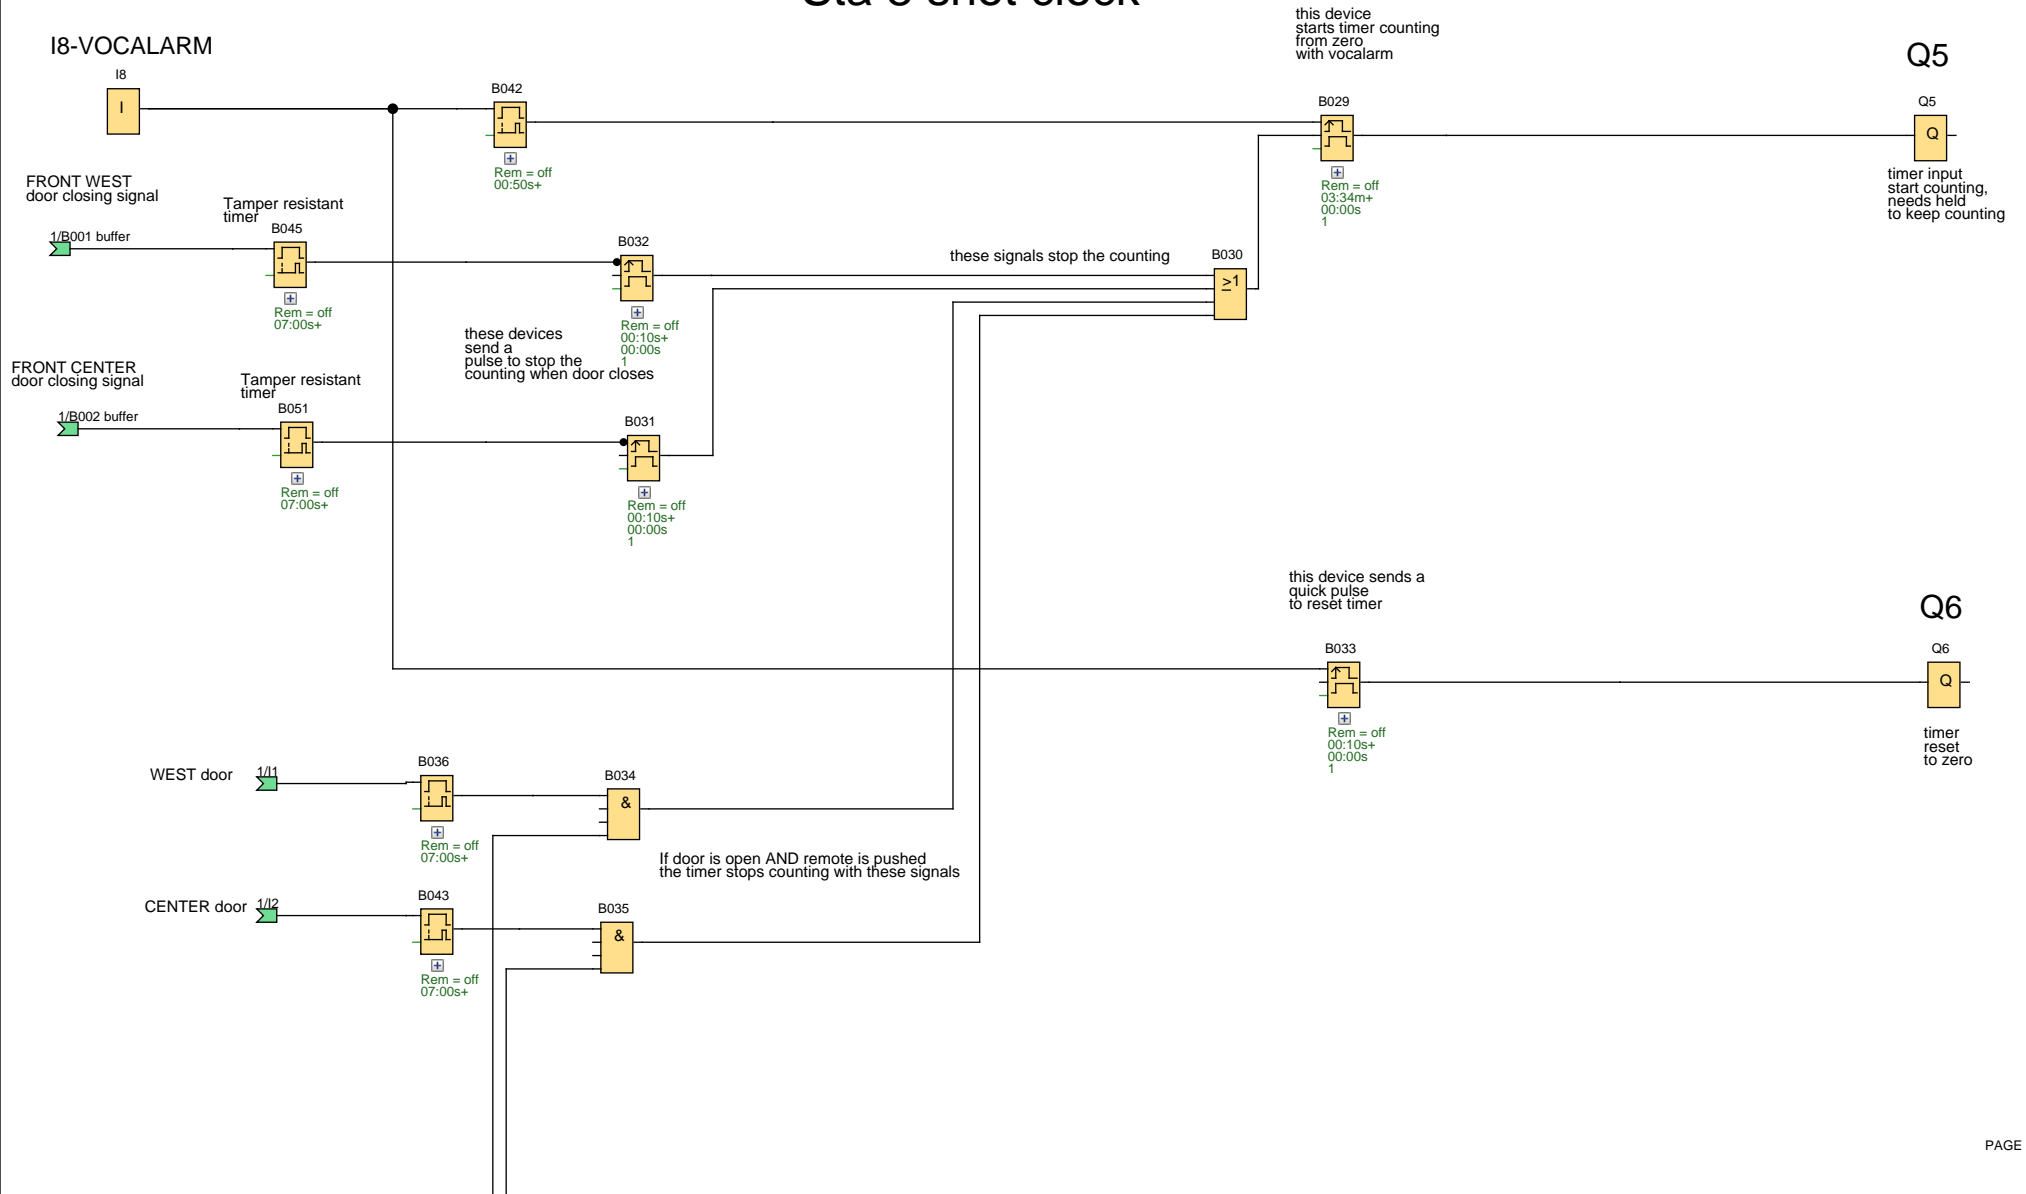 shot clock
this device
starts timer counting
from zero
with vocalarm
I8-VOCALARM
Q5
I8
I
B042
Rem = off
00:50s+
B029
Rem = off
03:34m+
00:00s
1
Q5
Q
timer input
start counting,
needs held
to keep counting
FRONT WEST
door closing signal
Tamper resistant
timer
1/B001 buffer
B045
Rem = off
07:00s+
B032
Rem = off
00:10s+
00:00s
1
these signals stop the counting
B030
>1
these devices
send a
pulse to stop the
counting when door closes
FRONT CENTER
door closing signal
Tamper resistant
timer
1/B002 buffer
B051
Rem = off
07:00s+
B031
Rem = off
00:10s+
00:00s
1
this device sends a
quick pulse
to reset timer
Q6
B033
Rem = off
00:10s+
00:00s
1
Q6
Q
timer
reset
to zero
WEST door
1/I1
B036
Rem = off
07:00s+
B034
&
If door is open AND remote is pushed
the timer stops counting with these signals
CENTER door
1/I2
B043
Rem = off
07:00s+
B035
&
PAGE